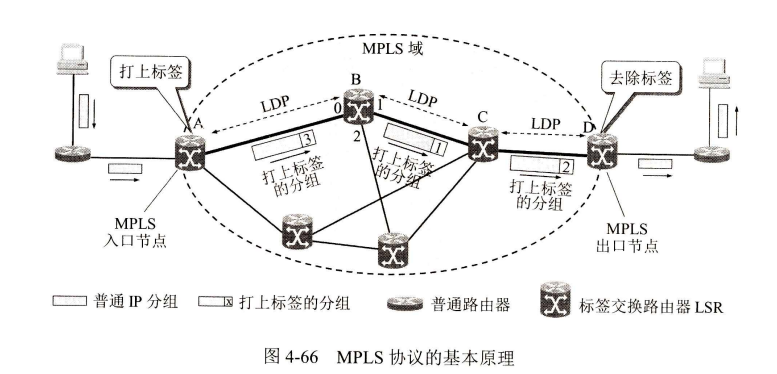 MPLS 域
打上标签
去除标签
B
LDP
LDP
LDP
A
0
1
2
C
D
3
1
2
打上标签
的分组
打上标签
的分组
打上标签
的分组
MPLS
入口节点
MPLS
出口节点
普通 IP 分组
x 打上标签的分组
普通路由器
标签交换路由器 LSR
图 4-66 MPLS 协议的基本原理